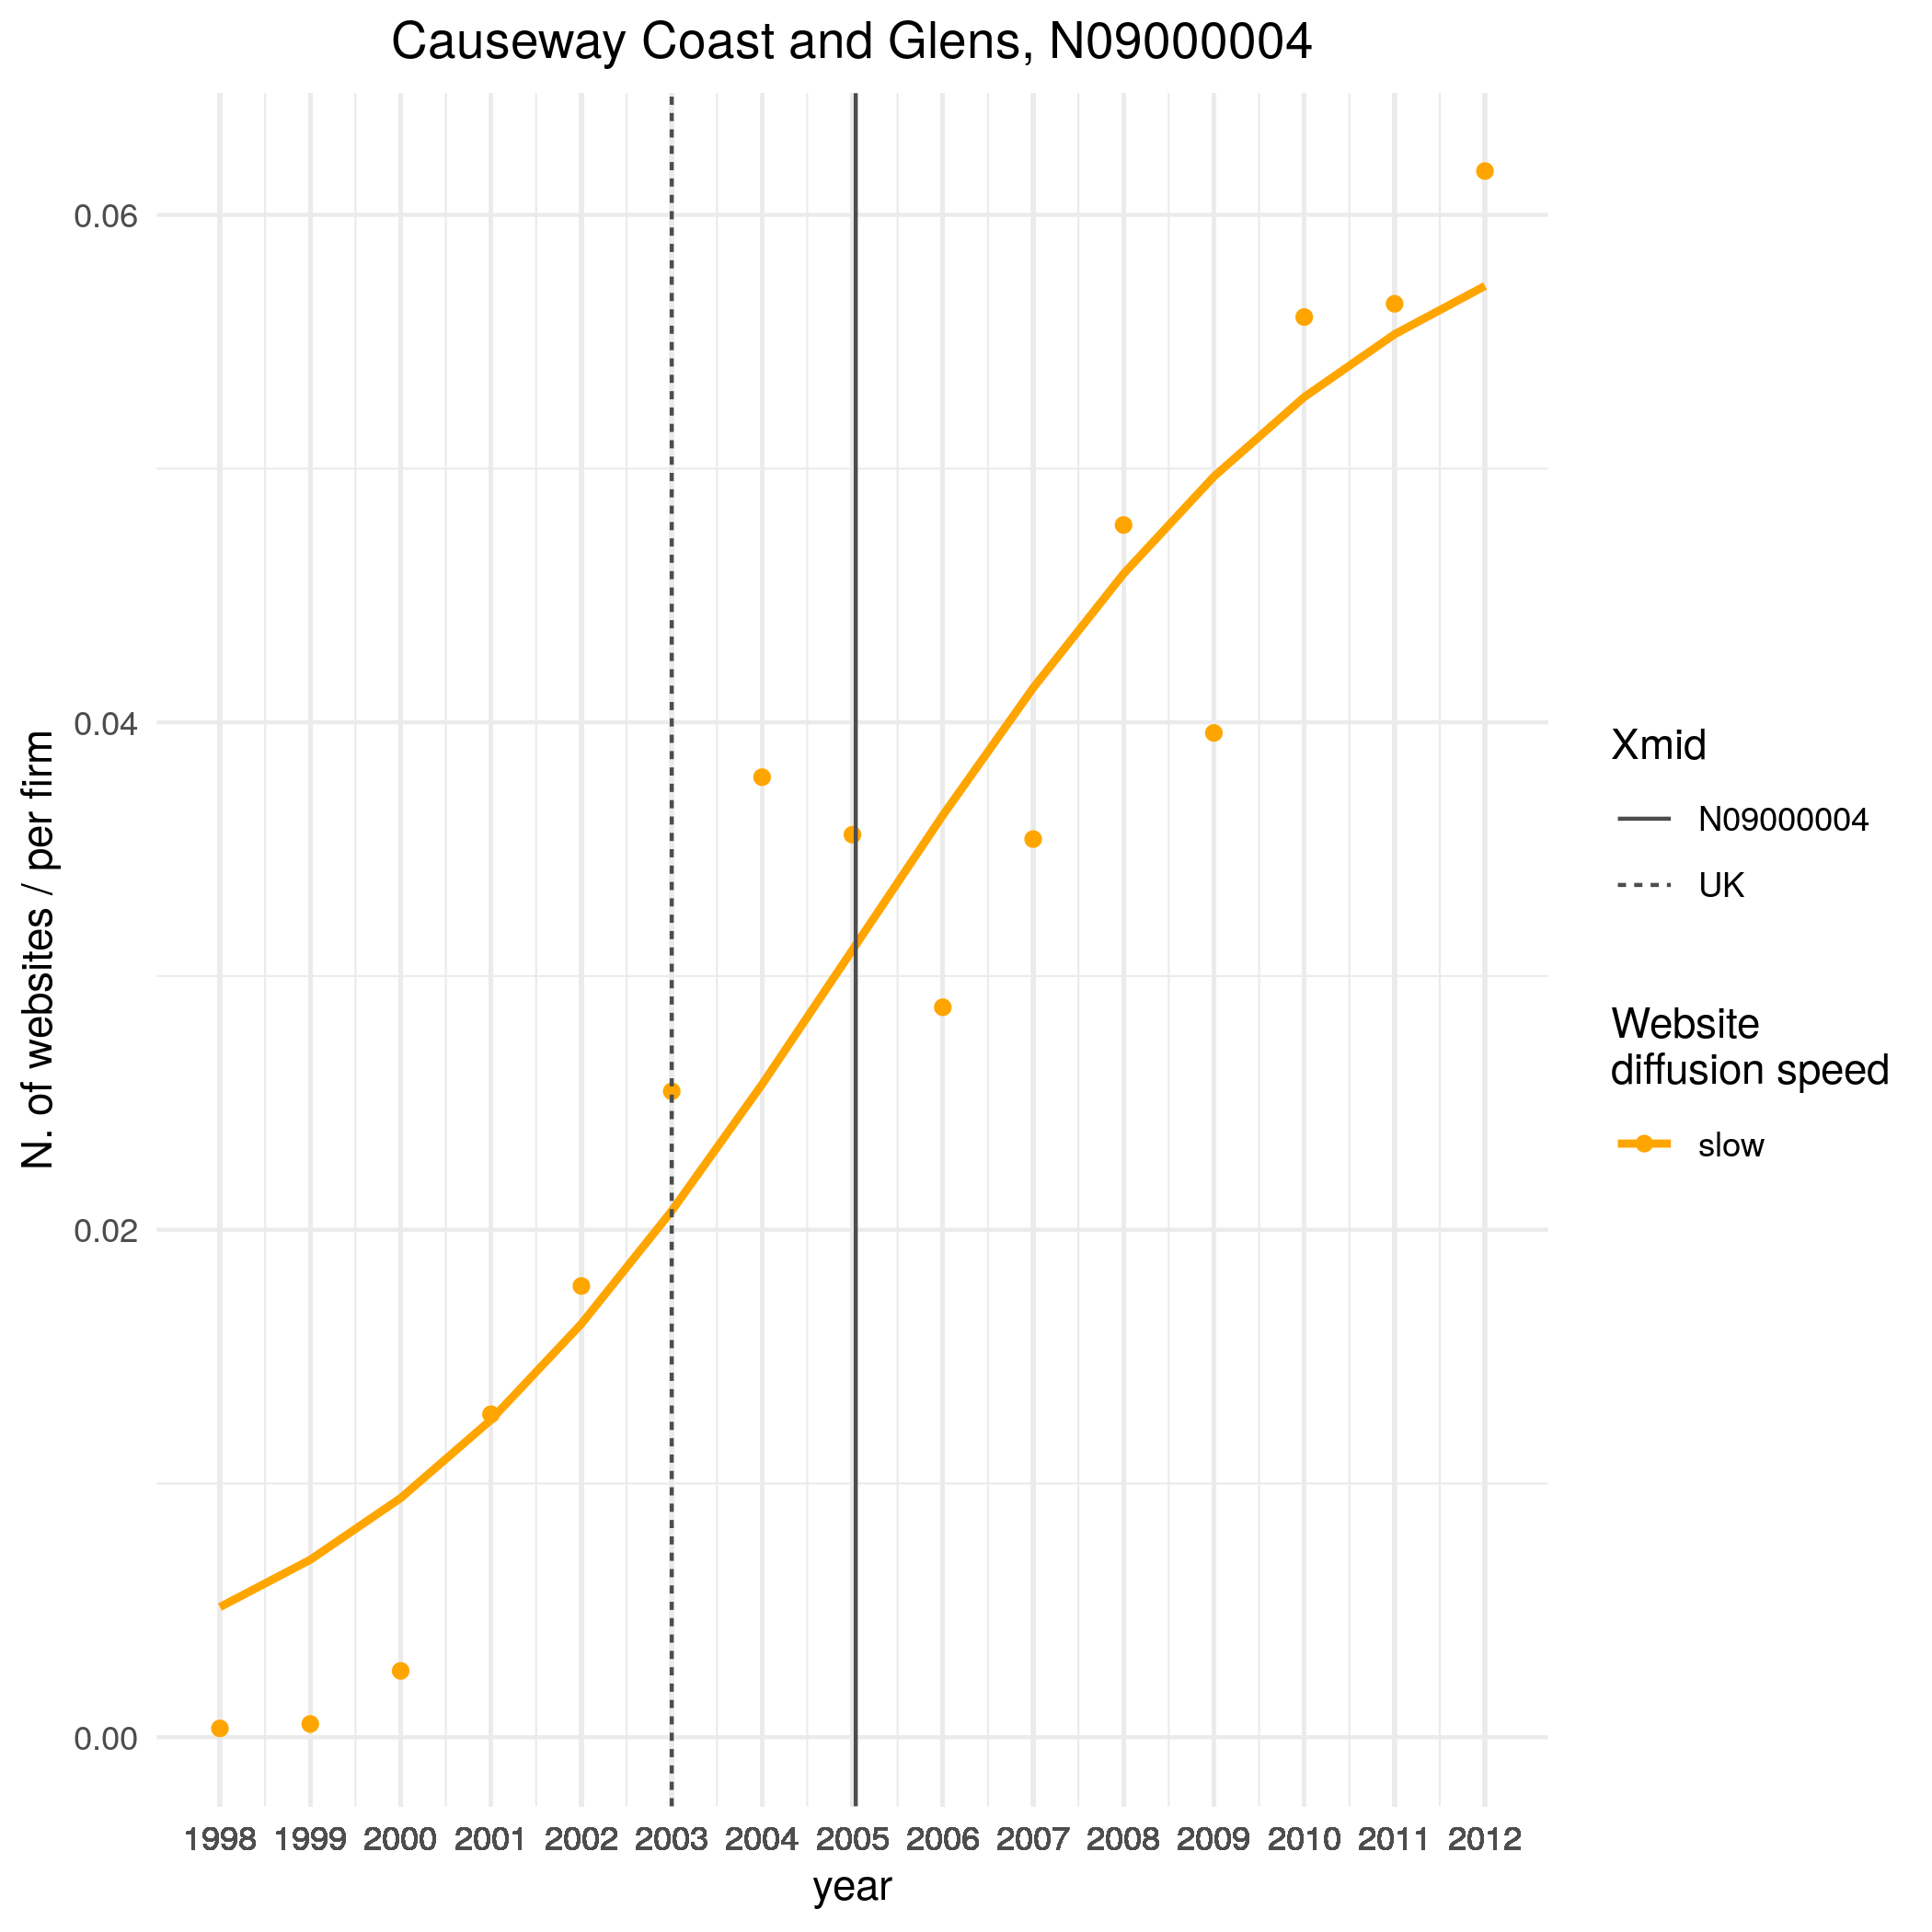 Causeway Coast and Glens, N09000004
N. of websites / per firm
0.06
0.04
0.02
0.00
1998 1999 2000 2001 2002 2003 2004 2005 2006 2007 2008 2009 2010 2011 2012
year
Xmid
N09000004
UK
Website
diffusion speed
slow